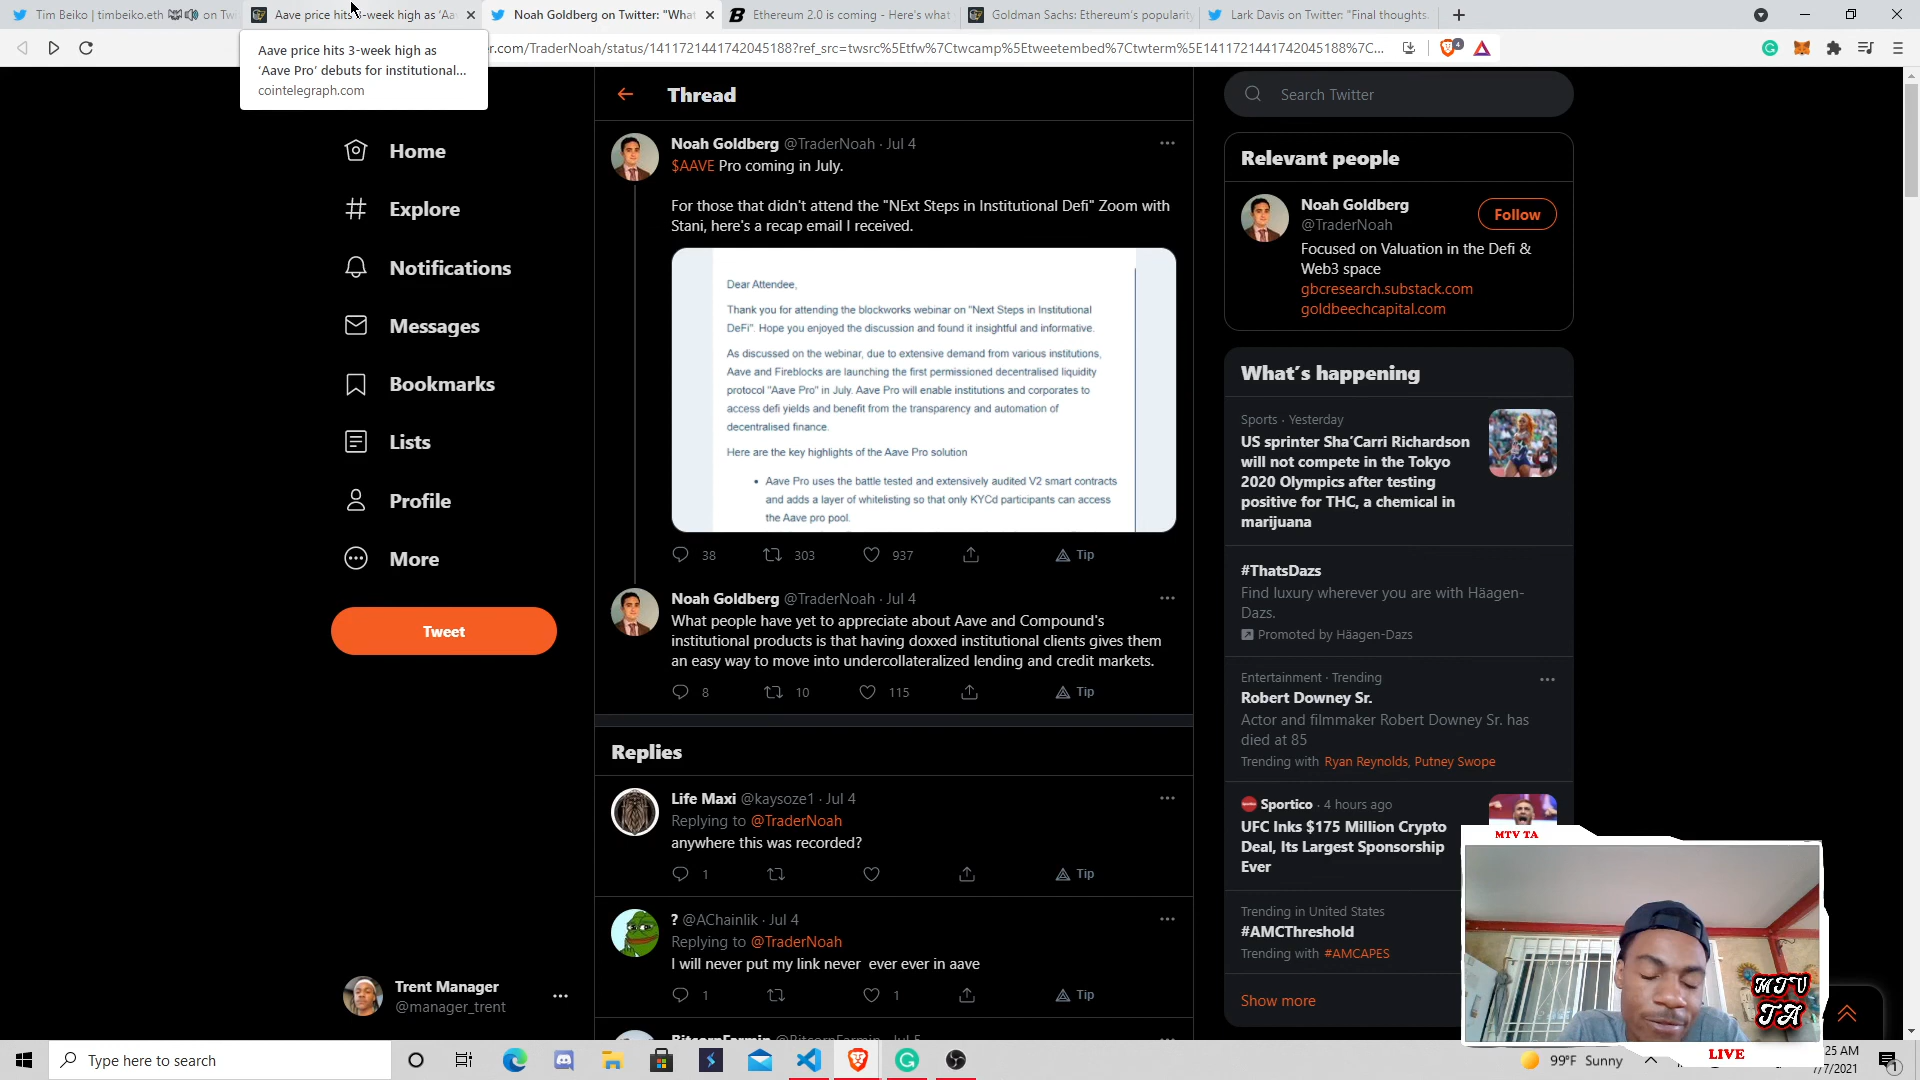 Tim Beiko | timbeiko.eth
on Tw
Aave price hits 3-week high as 'Aa
Noah Goldberg on Twitter: "What
Ethereum 2.0 is coming - Here's what
Goldman Sachs: Ethereum's popularity
Lark Davis on Twitter: "Final thoughts.
er.com/TraderNoah/status/1411721441742045188?ref_src=twsrc%5Etfw%7Ctwcamp%5Etweetembed%7Ctwterm%5E1411721441742045188%7C...
4
Aave price hits 3-week high as
'Aave Pro' debuts for institutional...
cointelegraph.com
Home
Explore
Notifications
Messages
Bookmarks
Lists
Profile
More
Tweet
Trent Manager
@manager_trent
Thread
Noah Goldberg @TraderNoah · Jul 4
$AAVE Pro coming in July.
For those that didn't attend the "NExt Steps in Institutional Defi" Zoom with
Stani, here's a recap email I received.
Dear Attendee,
Thank you for attending the blockworks webinar on "Next Steps in Institutional
DeFi". Hope you enjoyed the discussion and found it insightful and informative.
As discussed on the webinar, due to extensive demand from various institutions,
Aave and Fireblocks are launching the first permissioned decentralised liquidity
protocol "Aave Pro" in July. Aave Pro will enable institutions and corporates to
access defi yields and benefit from the transparency and automation of
decentralised finance.
Here are the key highlights of the Aave Pro solution
• Aave Pro uses the battle tested and extensively audited V2 smart contracts
and adds a layer of whitelisting so that only KYCd participants can access
the Aave pro pool.
38 303 937 Tip
Noah Goldberg @TraderNoah · Jul 4
What people have yet to appreciate about Aave and Compound's
institutional products is that having doxxed institutional clients gives them
an easy way to move into undercollateralized lending and credit markets.
8 10 115 Tip
Replies
Life Maxi @kaysoze1 · Jul 4
Replying to @TraderNoah
anywhere this was recorded?
1 Tip
? @AChainlik · Jul 4
Replying to @TraderNoah
I will never put my link never ever ever in aave
1 1 Tip
Search Twitter
Relevant people
Noah Goldberg
@TraderNoah
Follow
Focused on Valuation in the Defi &
Web3 space
gbcresearch.substack.com
goldbeechcapital.com
What's happening
Sports · Yesterday
US sprinter Sha'Carri Richardson
will not compete in the Tokyo
2020 Olympics after testing
positive for THC, a chemical in
marijuana
#ThatsDazs
Find luxury wherever you are with Häagen-
Dazs.
Promoted by Häagen-Dazs
Entertainment · Trending
Robert Downey Sr.
Actor and filmmaker Robert Downey Sr. has
died at 85
Trending with Ryan Reynolds, Putney Swope
Sportico · 4 hours ago
UFC Inks $175 Million Crypto
Deal, Its Largest Sponsorship
Ever
Trending in United States
#AMCThreshold
Trending with #AMCAPES
Show more
MTV TA
MTV
TA
LIVE
Type here to search
99°F Sunny
25 AM
7/7/2021
1